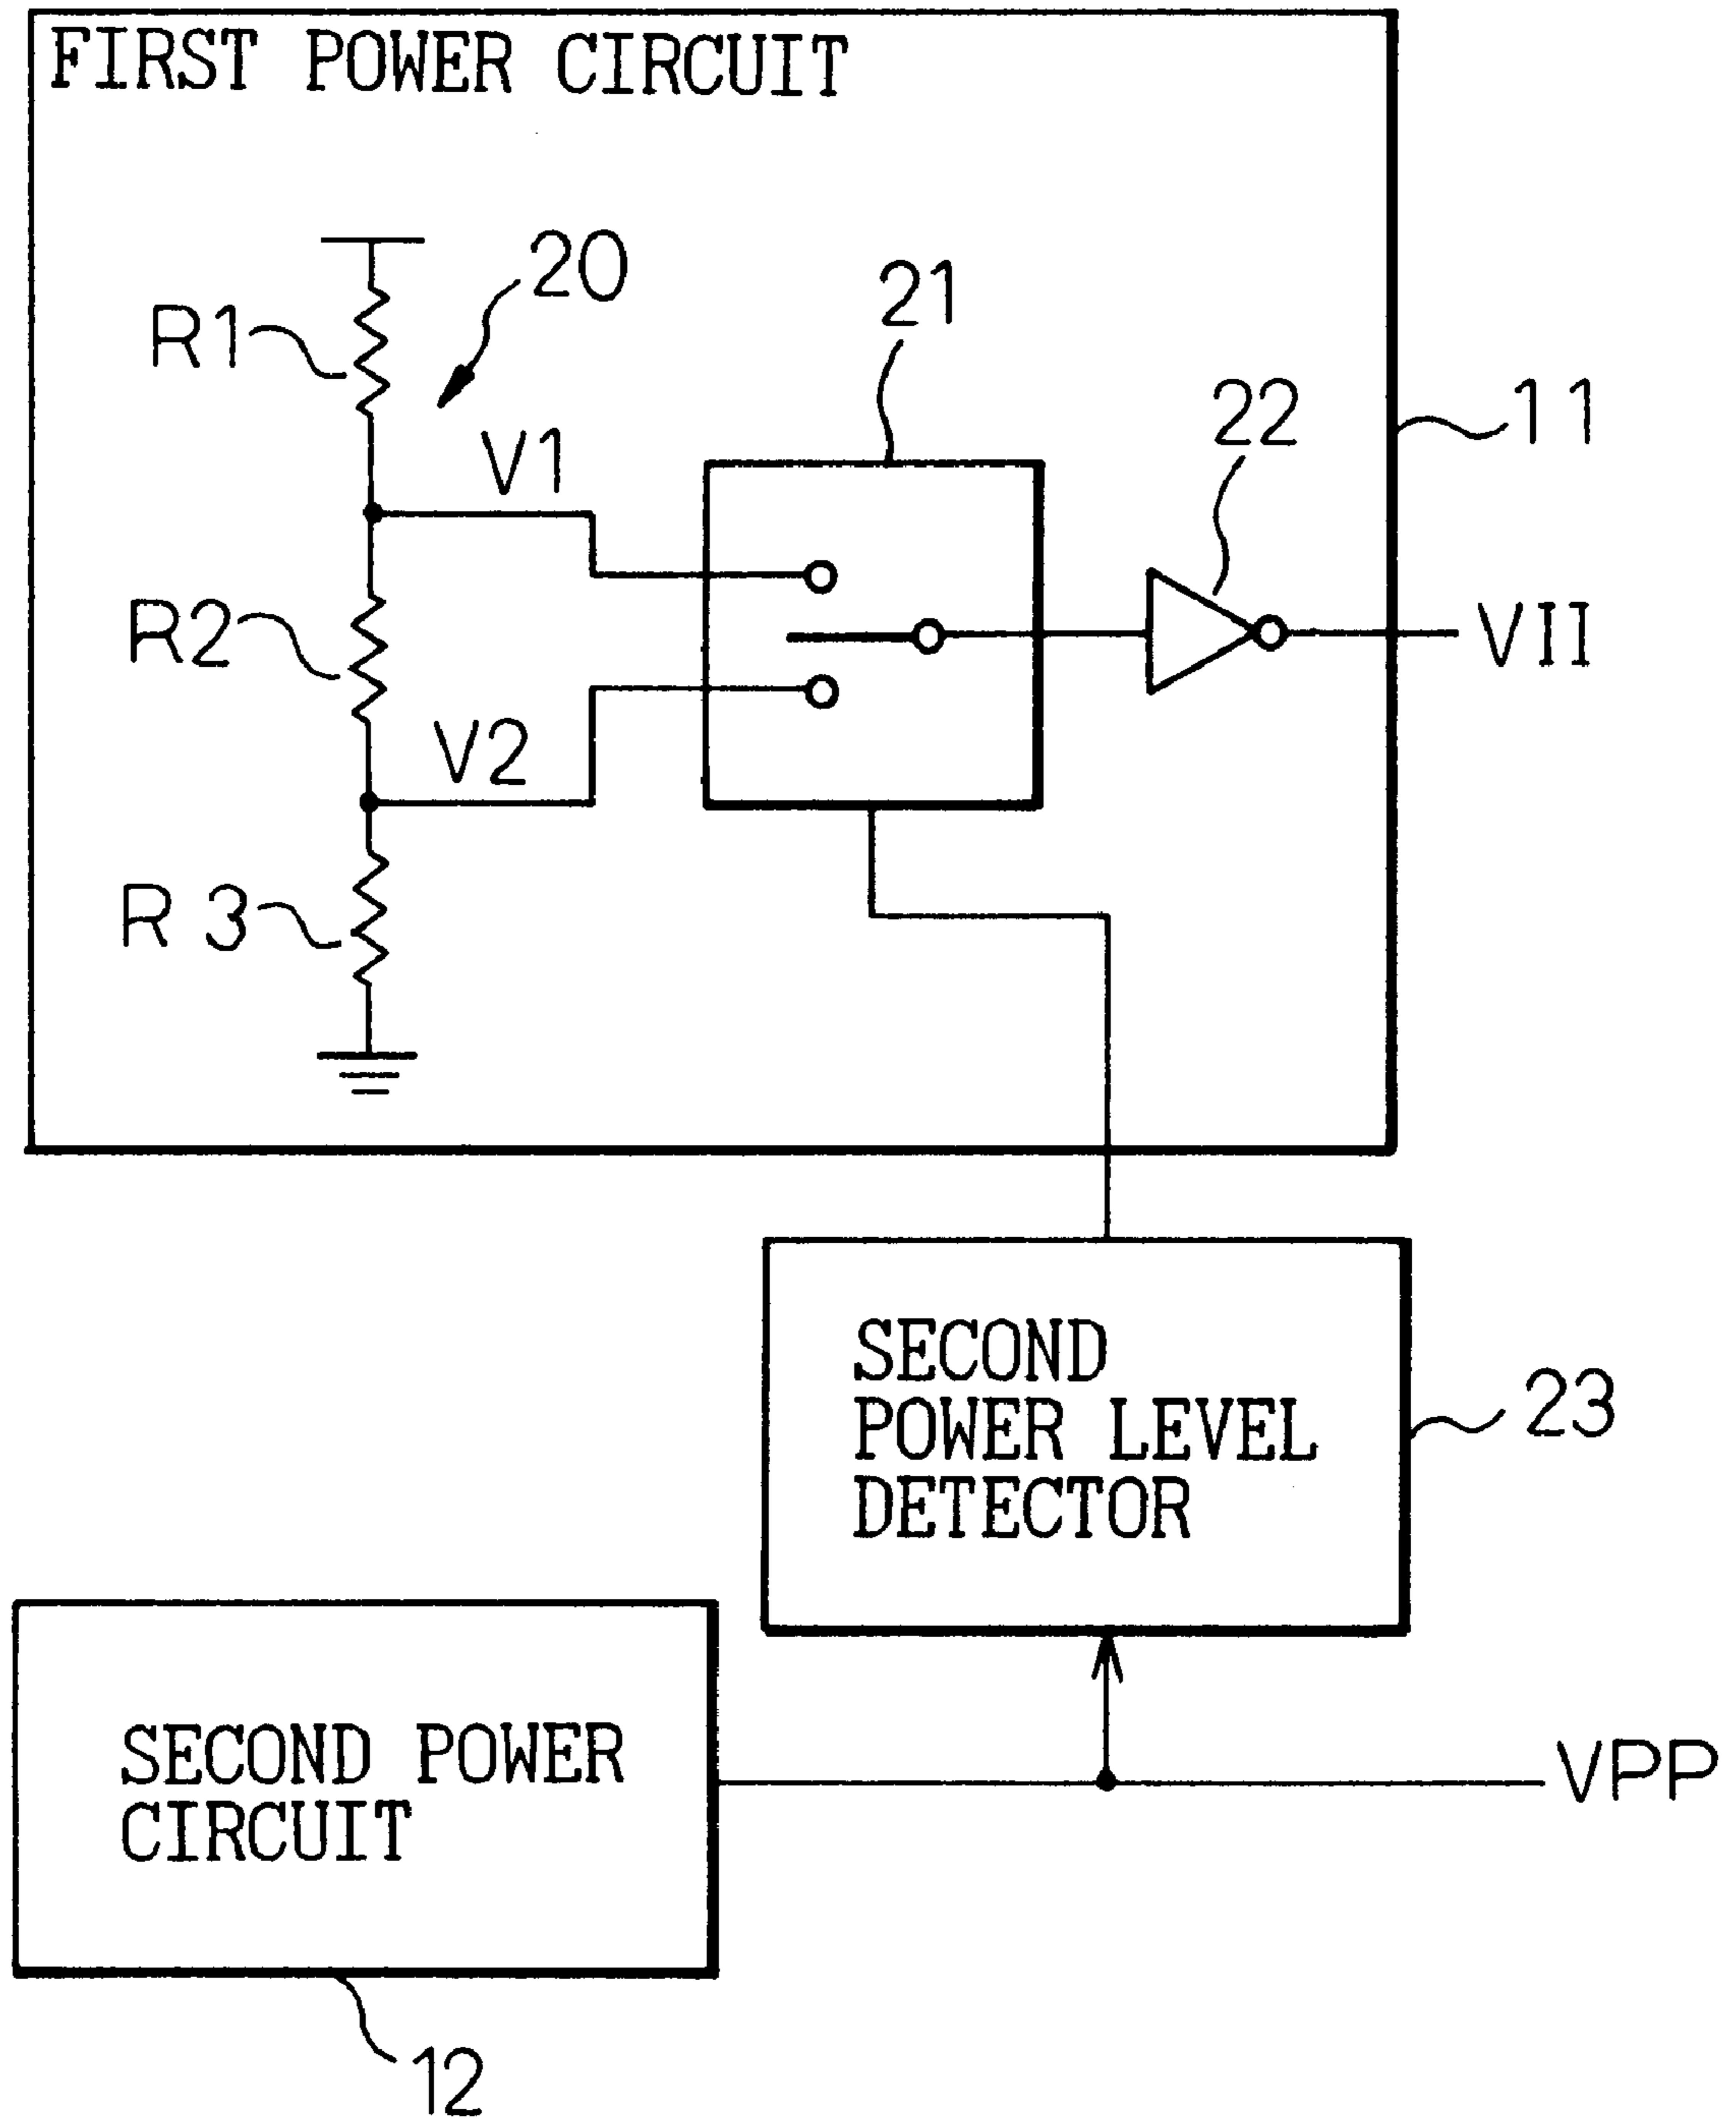 FIRST POWER CIRCUIT
20
R1
21
V1
22
11
R2
VII
V2
R 3
SECOND
POWER LEVEL
DETECTOR
23
SECOND POWER
CIRCUIT
VPP
12